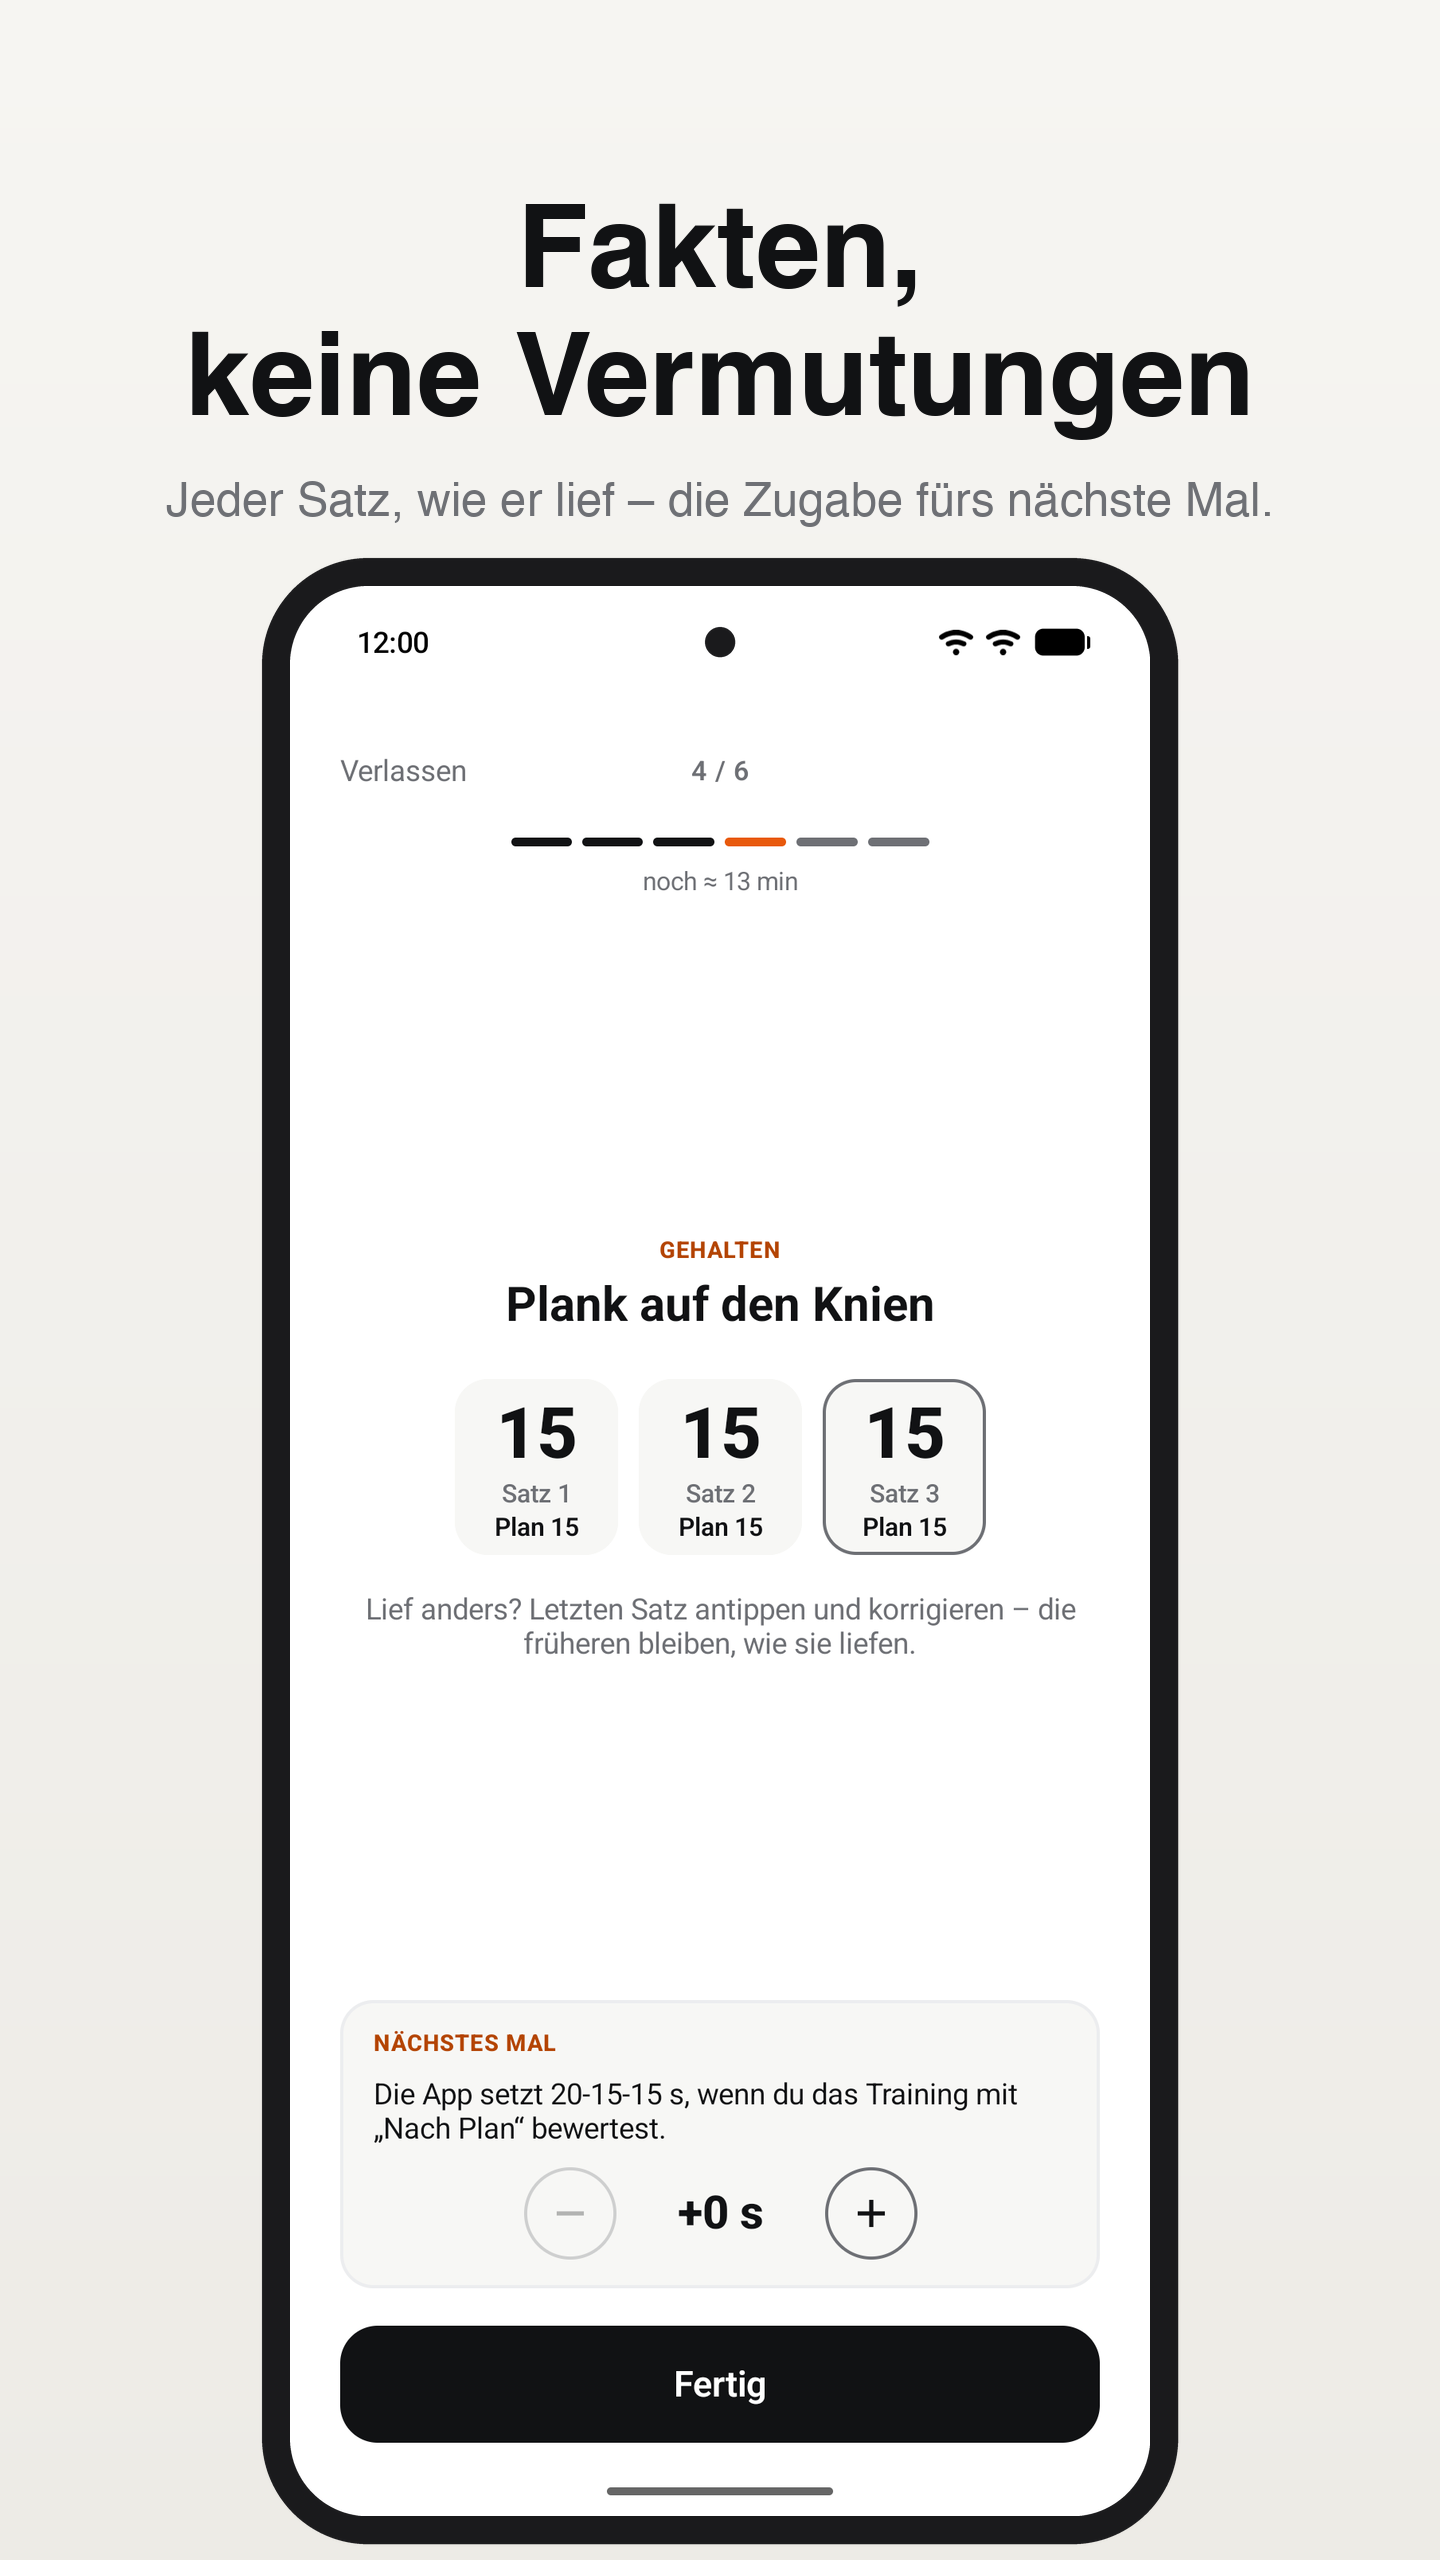 Fakten,
keine Vermutungen
Jeder Satz, wie er lief – die Zugabe fürs nächste Mal.
12:00
Verlassen
4 / 6
noch ≈ 13 min
GEHALTEN
Plank auf den Knien
15 15 15
Satz 1 Satz 2 Satz 3
Plan 15 Plan 15 Plan 15
Lief anders? Letzten Satz antippen und korrigieren – die
früheren bleiben, wie sie liefen.
NÄCHSTES MAL
Die App setzt 20-15-15 s, wenn du das Training mit
„Nach Plan“ bewertest.
− +0 s +
Fertig